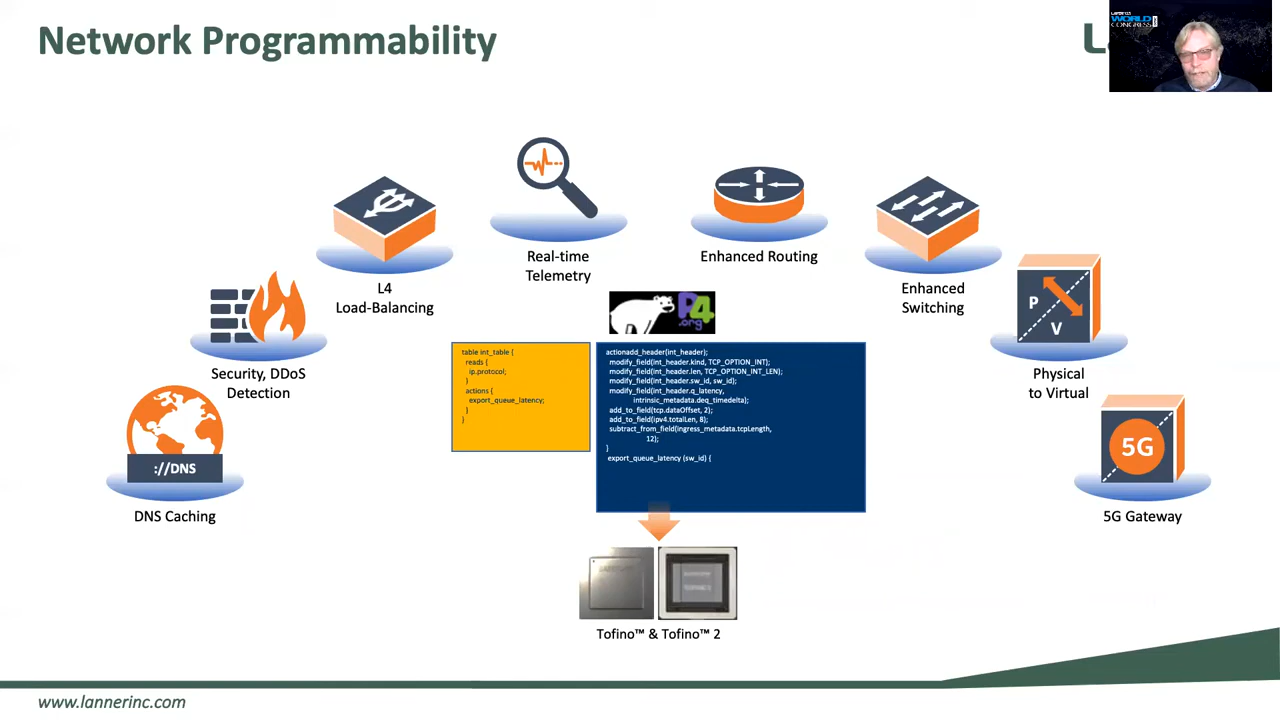 Network Programmability
WORLD
CONGRESS
Real-time
Telemetry
Enhanced Routing
L4
Load-Balancing
Enhanced
Switching
P
V
Security, DDoS
Detection
Physical
to Virtual
P4
.org
table int_table {
reads {
ip.protocol;
}
actions {
export_queue_latency;
}
}
actionadd_header(int_header);
modify_field(int_header.kind, TCP_OPTION_INT);
modify_field(int_header.len, TCP_OPTION_INT_LEN);
modify_field(int_header.sw_id, sw_id);
modify_field(int_header.q_latency,
intrinsic_metadata.deq_timedelta);
add_to_field(tcp.dataOffset, 2);
add_to_field(ipv4.totalLen, 8);
subtract_from_field(ingress_metadata.tcpLength,
12);
}
export_queue_latency (sw_id) {
://DNS
DNS Caching
5G
5G Gateway
Tofino™ & Tofino™ 2
www.lannerinc.com